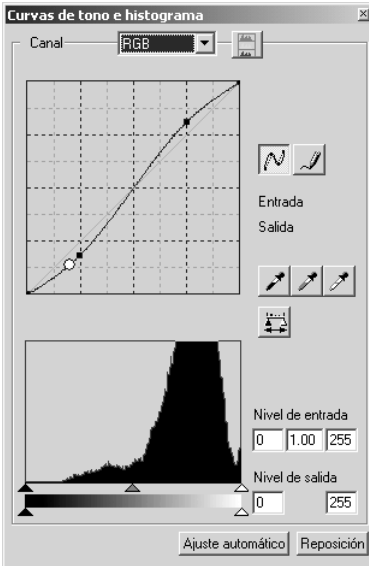 Curvas de tono e histograma
Canal RGB
Entrada
Salida
Nivel de entrada
0 1.00 255
Nivel de salida
0 255
Ajuste automático Reposición